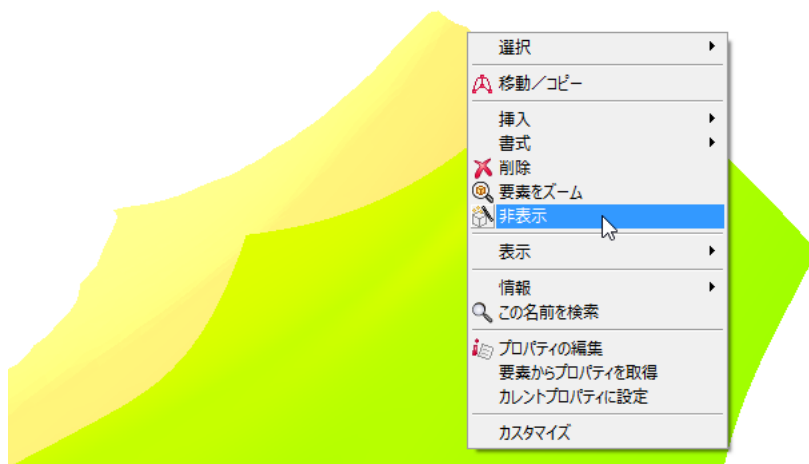 選択
移動／コピー
挿入
書式
削除
要素をズーム
非表示
表示
情報
この名前を検索
プロパティの編集
要素からプロパティを取得
カレントプロパティに設定
カスタマイズ